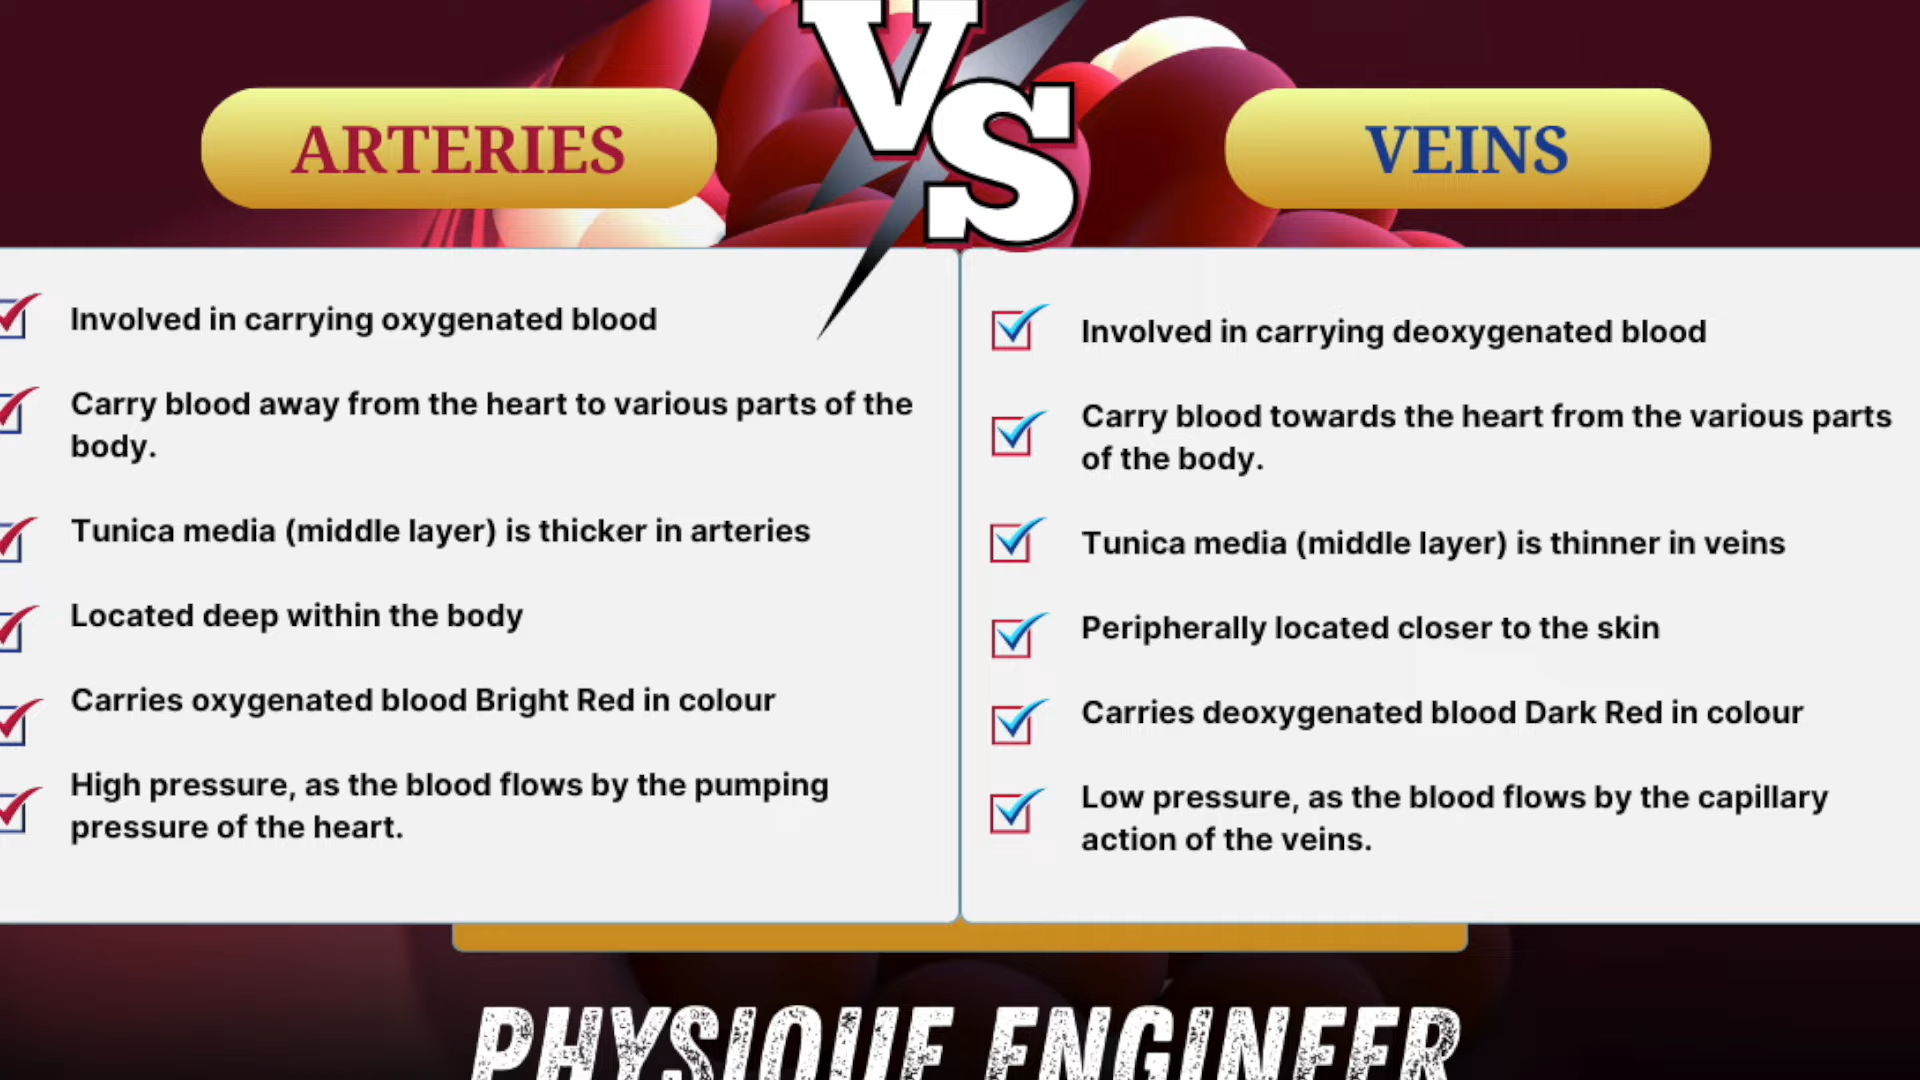 VS
ARTERIES
VEINS
Involved in carrying oxygenated blood
Carry blood away from the heart to various parts of the
body.
Tunica media (middle layer) is thicker in arteries
Located deep within the body
Carries oxygenated blood Bright Red in colour
High pressure, as the blood flows by the pumping
pressure of the heart.
Involved in carrying deoxygenated blood
Carry blood towards the heart from the various parts
of the body.
Tunica media (middle layer) is thinner in veins
Peripherally located closer to the skin
Carries deoxygenated blood Dark Red in colour
Low pressure, as the blood flows by the capillary
action of the veins.
PHYSIQUE ENGINEER